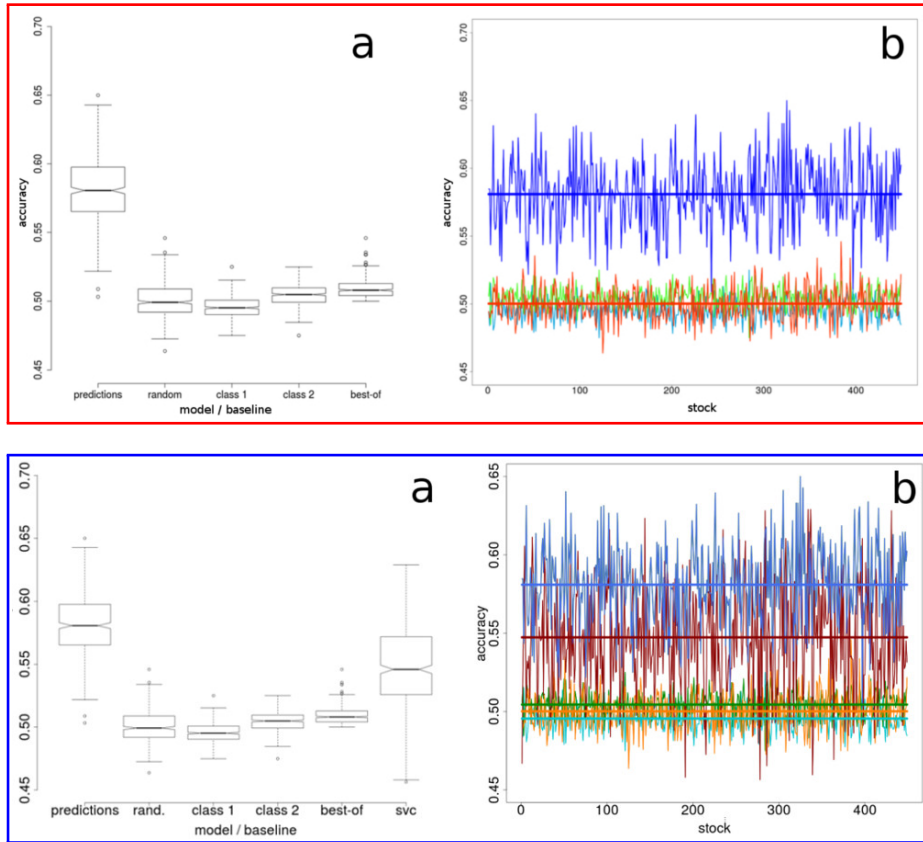 a
0.70
0.65
0.60
0.55
0.50
0.45
accuracy
predictions random class 1 class 2 best-of
model / baseline
b
0.70
0.65
0.60
0.55
0.50
0.45
accuracy
0 100 200 300 400
stock
a
0.70
0.65
0.60
0.55
0.50
0.45
predictions rand. class 1 class 2 best-of svc
model / baseline
b
0.65
0.60
0.55
0.50
0.45
accuracy
0 100 200 300 400
stock